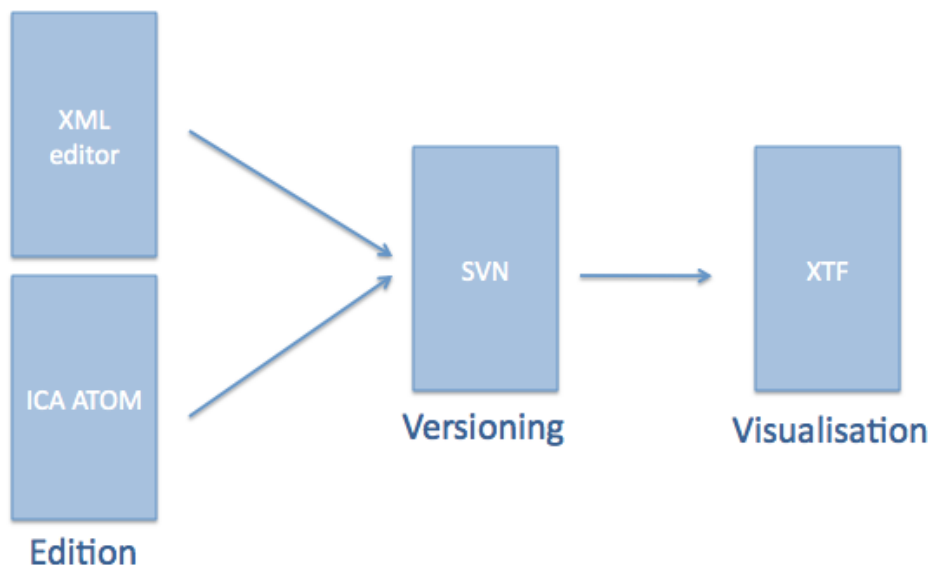 XML
editor
ICA ATOM
Edition
SVN
Versioning
XTF
Visualisation